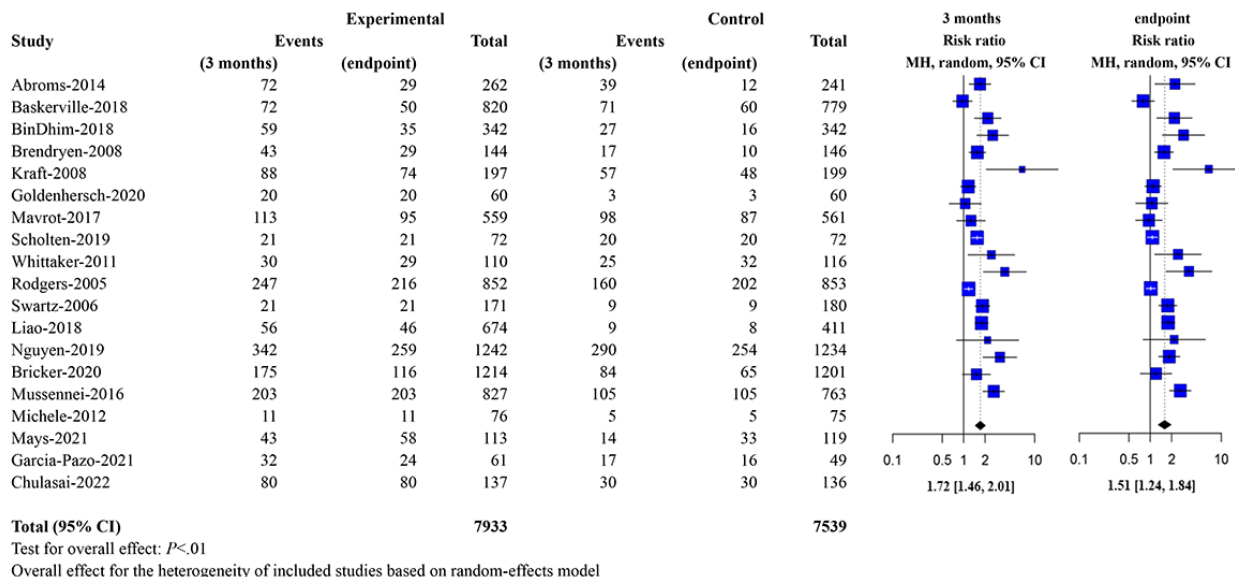 Experimental Control 3 months endpoint
Study Events Total Events Total Risk ratio Risk ratio
(3 months) (endpoint) (3 months) (endpoint) MH, random, 95% CI MH, random, 95% CI
Abroms-2014 72 29 262 39 12 241
Baskerville-2018 72 50 820 71 60 779
BinDhim-2018 59 35 342 27 16 342
Brendryen-2008 43 29 144 17 10 146
Kraft-2008 88 74 197 57 48 199
Goldenhersch-2020 20 20 60 3 3 60
Mavrot-2017 113 95 559 98 87 561
Scholten-2019 21 21 72 20 20 72
Whittaker-2011 30 29 110 25 32 116
Rodgers-2005 247 216 852 160 202 853
Swartz-2006 21 21 171 9 9 180
Liao-2018 56 46 674 9 8 411
Nguyen-2019 342 259 1242 290 254 1234
Bricker-2020 175 116 1214 84 65 1201
Mussennei-2016 203 203 827 105 105 763
Michele-2012 11 11 76 5 5 75
Mays-2021 43 58 113 14 33 119
Garcia-Pazo-2021 32 24 61 17 16 49
Chulasai-2022 80 80 137 30 30 136
0.1 1 2 10 0.1 1 2 10
1.72 [1.46, 2.01] 1.51 [1.24, 1.84]
Total (95% CI) 7933 7539
Test for overall effect: P<.01
Overall effect for the heterogeneity of included studies based on random-effects model